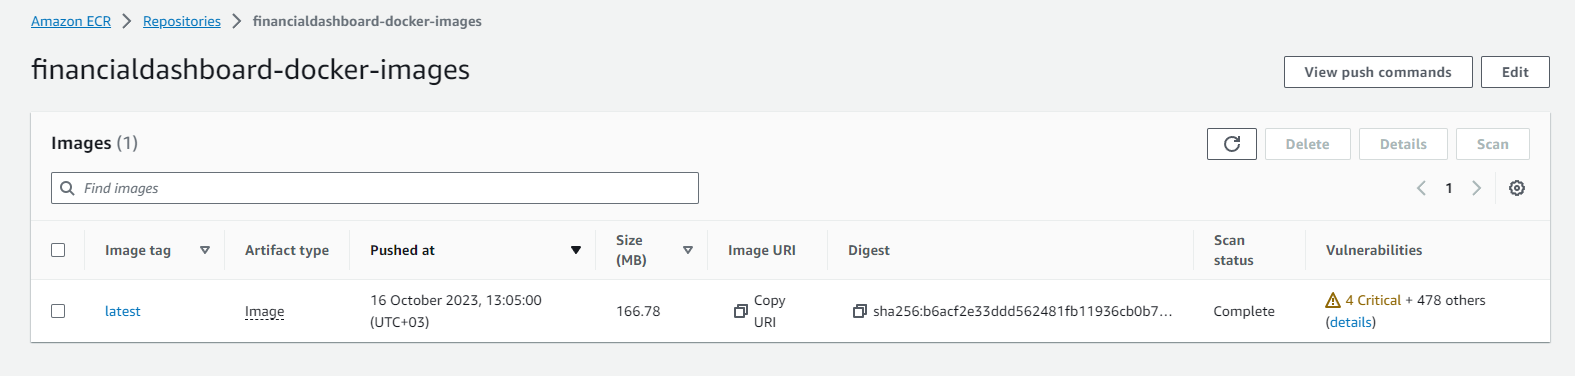 Amazon ECR > Repositories > financialdashboard-docker-images
financialdashboard-docker-images
View push commands
Edit
Images (1)
Delete
Details
Scan
Find images
1
Image tag
Artifact type
Pushed at
Size
(MB)
Image URI
Digest
Scan
status
Vulnerabilities
latest
Image
16 October 2023, 13:05:00
(UTC+03)
166.78
Copy
URI
sha256:b6acf2e33ddd562481fb11936cb0b7...
Complete
4 Critical + 478 others
(details)